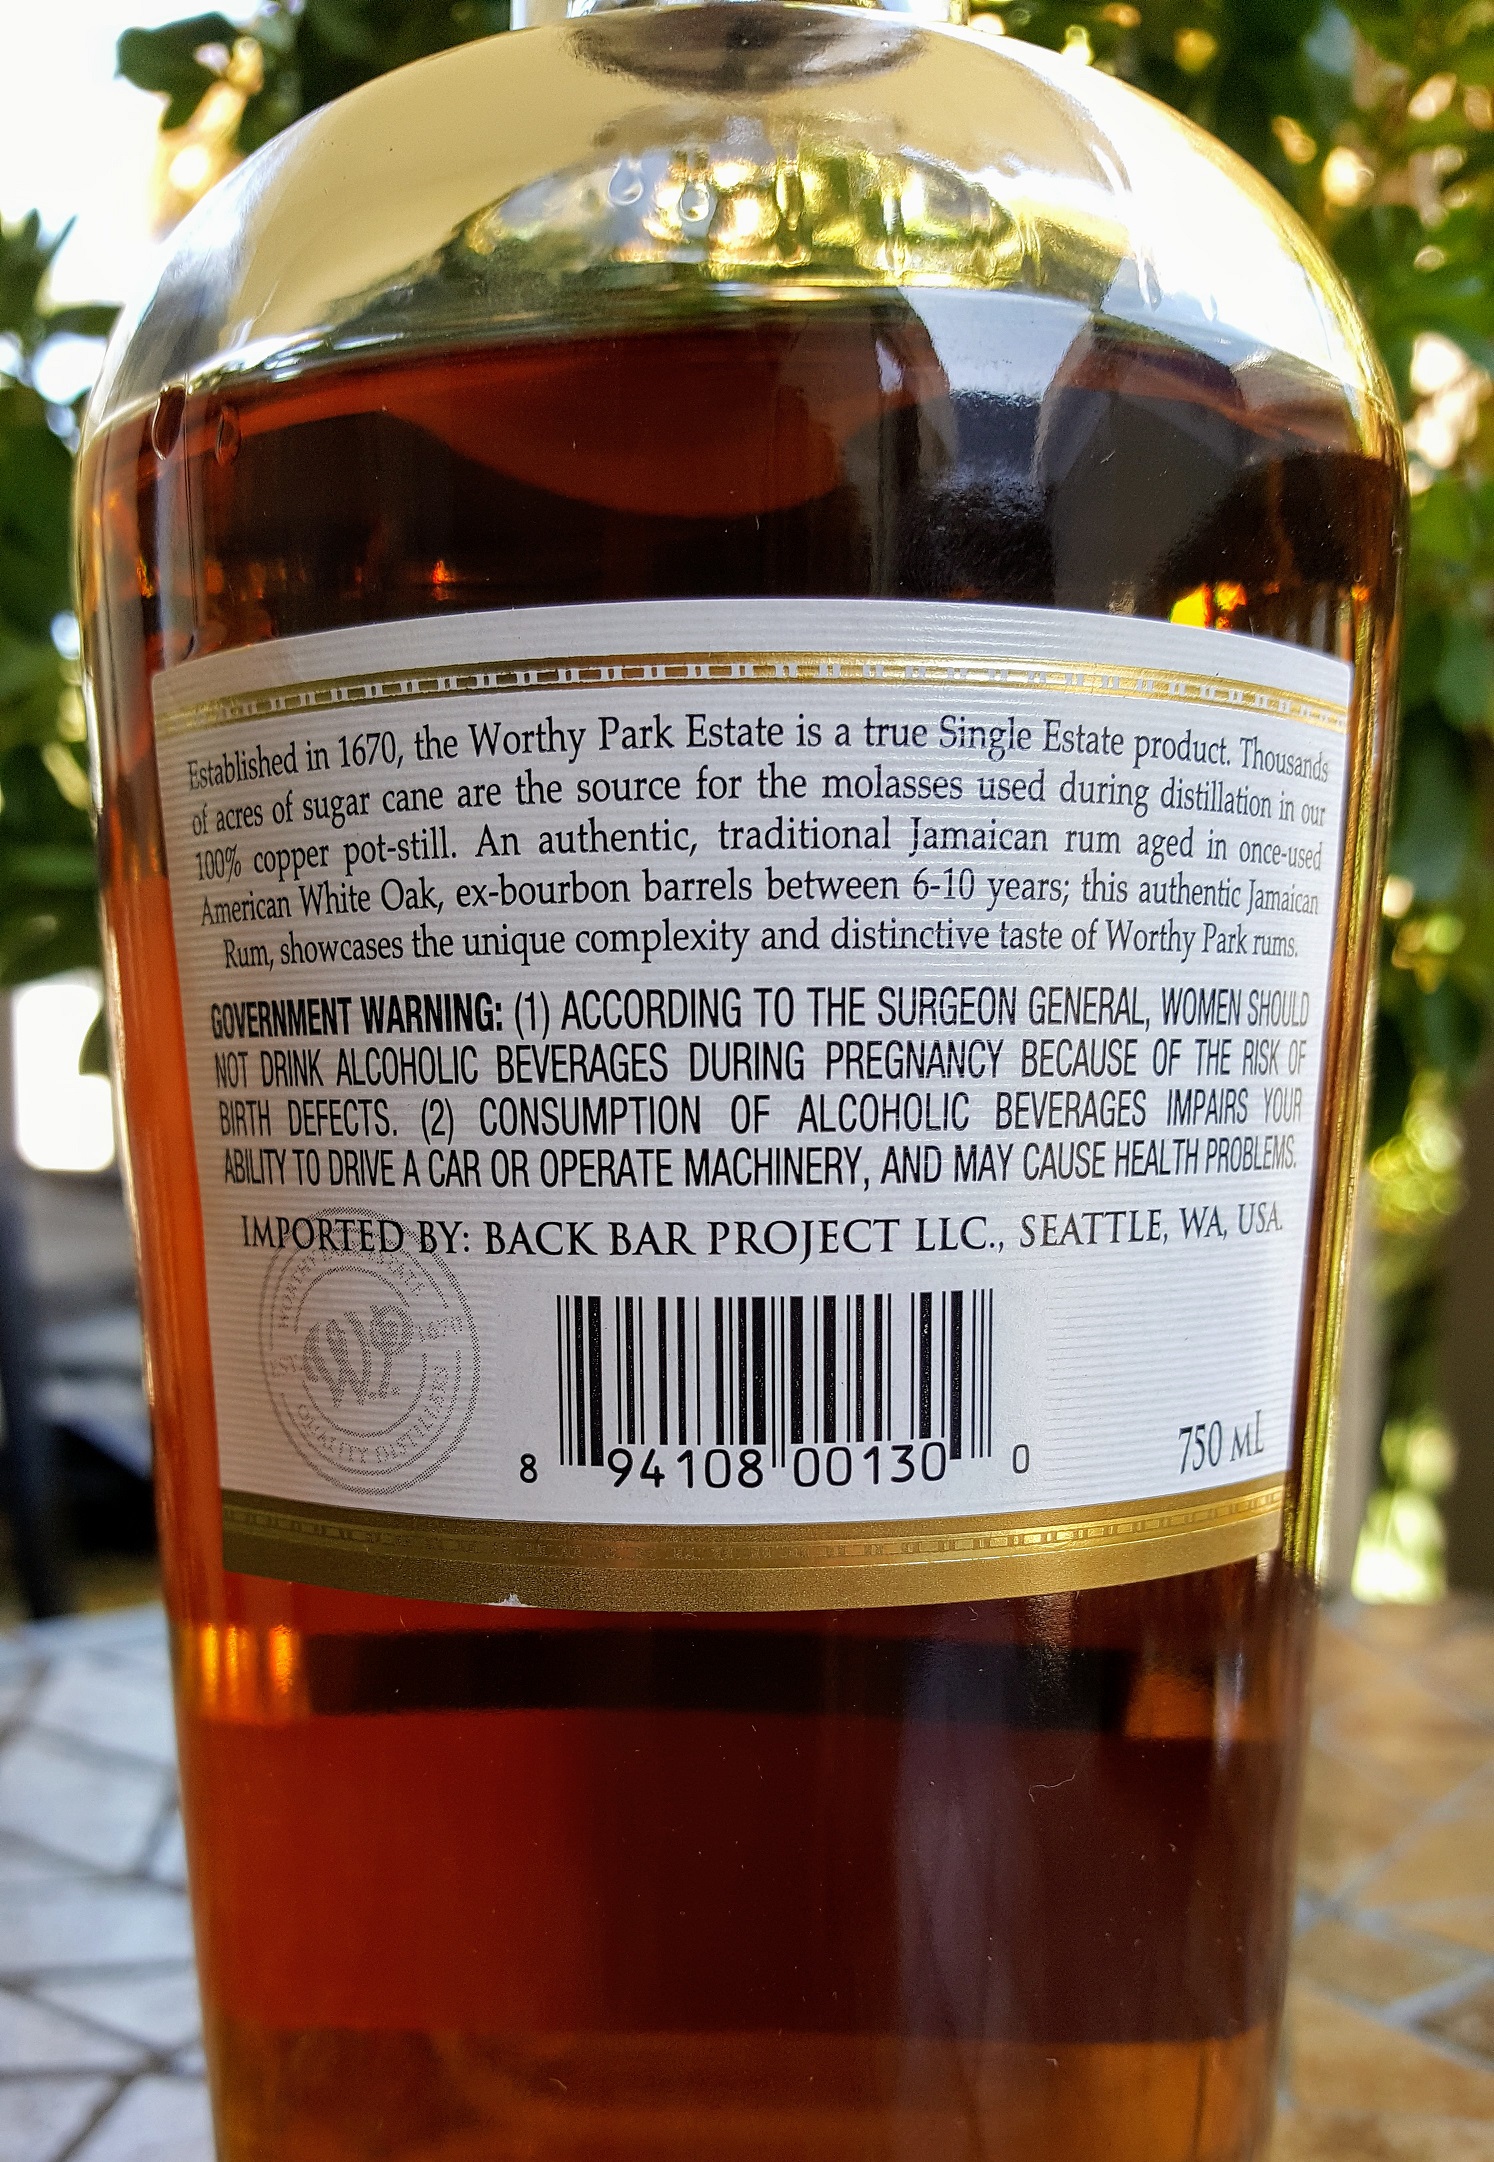 Established in 1670, the Worthy Park Estate is a true Single Estate product. Thousands
of acres of sugar cane are the source for the molasses used during distillation in our
100% copper pot-still. An authentic, traditional Jamaican rum aged in once-used
American White Oak, ex-bourbon barrels between 6-10 years; this authentic Jamaican
Rum, showcases the unique complexity and distinctive taste of Worthy Park rums.
GOVERNMENT WARNING: (1) ACCORDING TO THE SURGEON GENERAL, WOMEN SHOULD
NOT DRINK ALCOHOLIC BEVERAGES DURING PREGNANCY BECAUSE OF THE RISK OF
BIRTH DEFECTS. (2) CONSUMPTION OF ALCOHOLIC BEVERAGES IMPAIRS YOUR
ABILITY TO DRIVE A CAR OR OPERATE MACHINERY, AND MAY CAUSE HEALTH PROBLEMS.
IMPORTED BY: BACK BAR PROJECT LLC., SEATTLE, WA, USA.
WORTHY
W.P.
1670
QUALITY DISTILLERS
8 94108 00130 0
750 mL